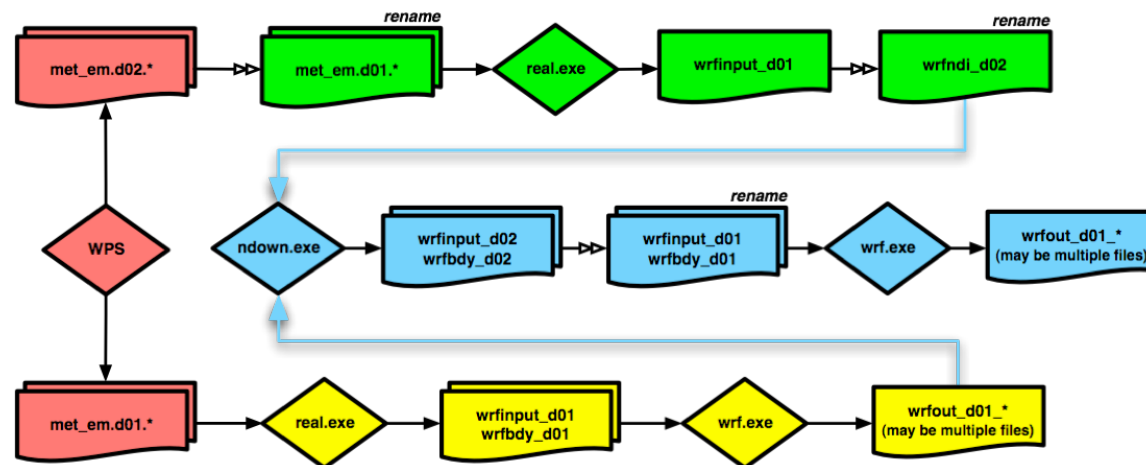 rename
rename
met_em.d02.*
met_em.d01.*
real.exe
wrfinput_d01
wrfndi_d02
rename
WPS
ndown.exe
wrfinput_d02
wrfbdy_d02
wrfinput_d01
wrfbdy_d01
wrf.exe
wrfout_d01_*
(may be multiple files)
met_em.d01.*
real.exe
wrfinput_d01
wrfbdy_d01
wrf.exe
wrfout_d01_*
(may be multiple files)